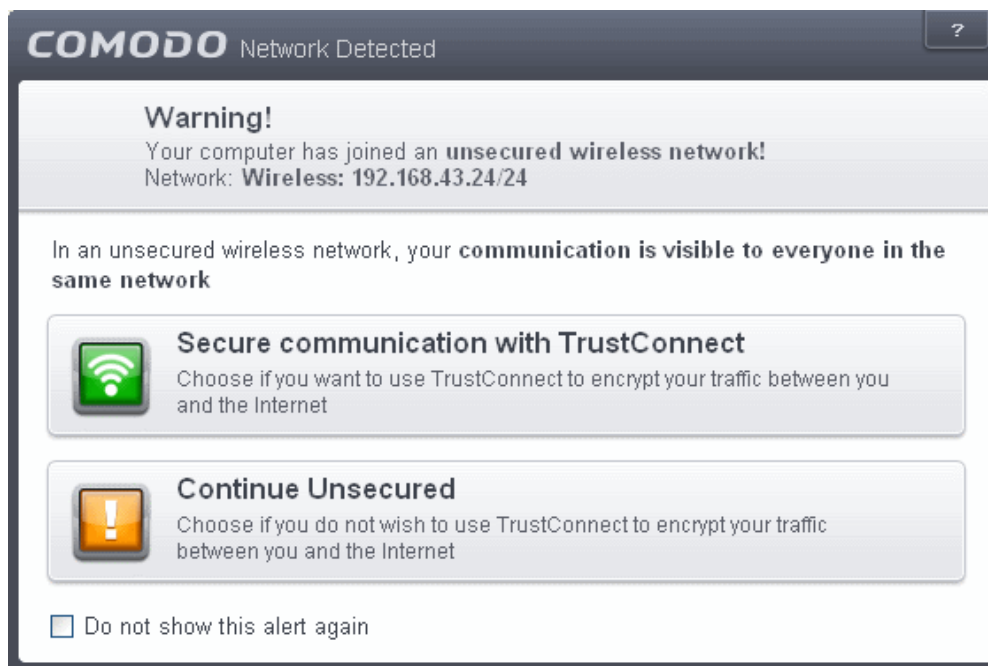 COMODO Network Detected
?
Warning!
Your computer has joined an unsecured wireless network!
Network: Wireless: 192.168.43.24/24
In an unsecured wireless network, your communication is visible to everyone in the
same network
Secure communication with TrustConnect
Choose if you want to use TrustConnect to encrypt your traffic between you
and the Internet
!
Continue Unsecured
Choose if you do not wish to use TrustConnect to encrypt your traffic
between you and the Internet
Do not show this alert again